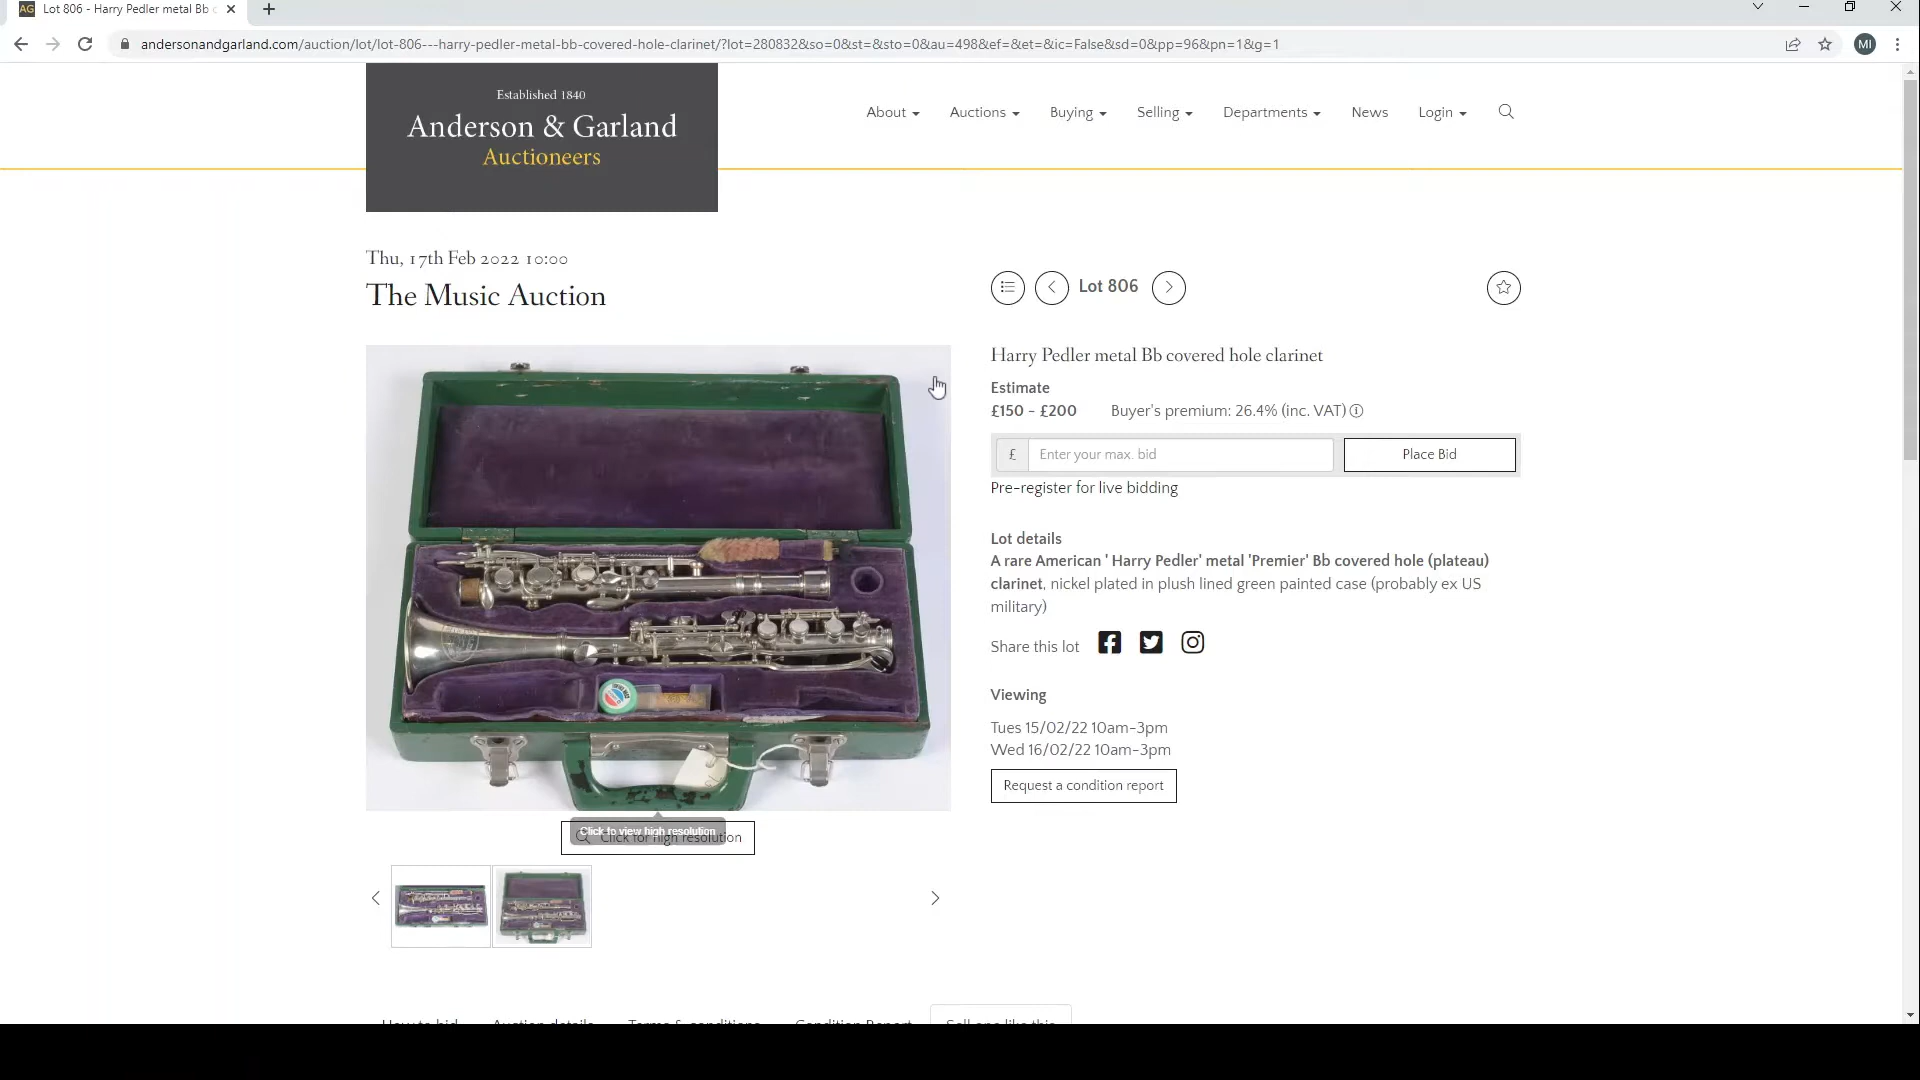 AG Lot 806 - Harry Pedler metal Bb c
andersonandgarland.com/auction/lot/lot-806---harry-pedler-metal-bb-covered-hole-clarinet/?lot=280832&so=0&st=&sto=0&au=498&ef=&et=&ic=False&sd=0&pp=96&pn=1&g=1
MI
Established 1840
Anderson & Garland
Auctioneers
About
Auctions
Buying
Selling
Departments
News
Login
Thu, 17th Feb 2022 10:00
The Music Auction
Lot 806
Harry Pedler metal Bb covered hole clarinet
Estimate
£150 - £200
Buyer's premium: 26.4% (inc. VAT)
£
Enter your max. bid
Place Bid
Pre-register for live bidding
Lot details
A rare American ' Harry Pedler' metal 'Premier' Bb covered hole (plateau)
clarinet, nickel plated in plush lined green painted case (probably ex US
military)
Share this lot
Viewing
Tues 15/02/22 10am-3pm
Wed 16/02/22 10am-3pm
Request a condition report
Click to view high resolution
Click for high resolution
How to bid
Auction details
Terms & conditions
Condition Report
Sell one like this